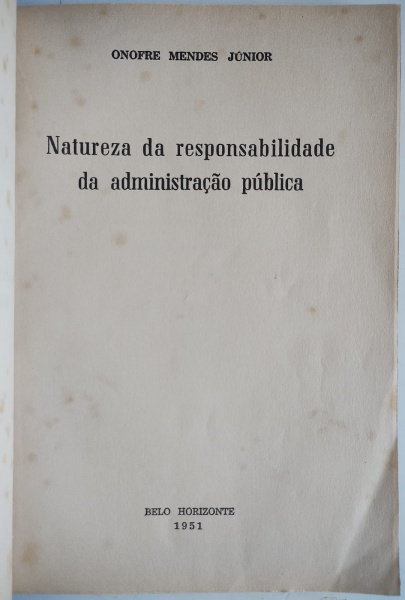 ONOFRE MENDES JÚNIOR
Natureza da responsabilidade
da administração pública
BELO HORIZONTE
1951